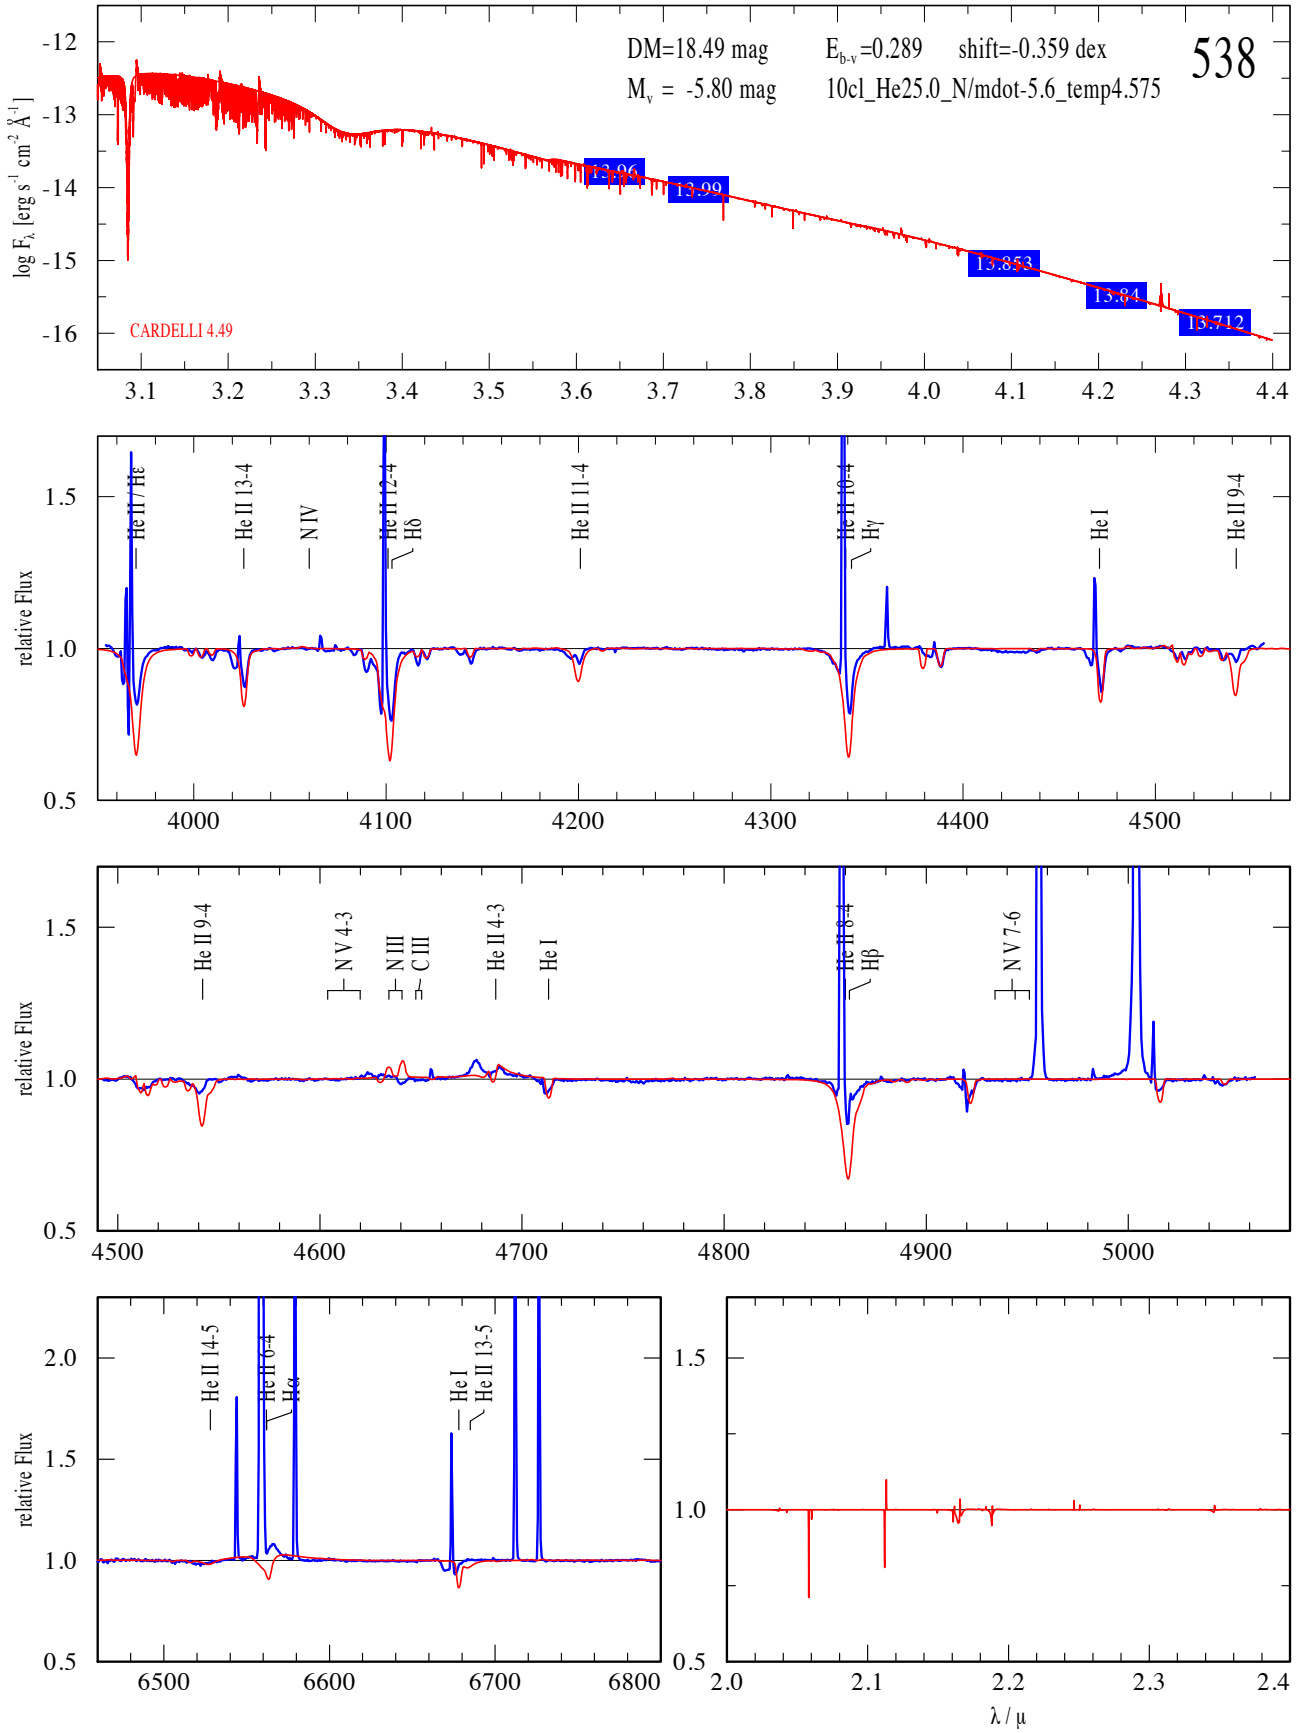 DM=18.49 mag E_b-v=0.289 shift=-0.359 dex 538
M_v = -5.80 mag 10cl_He25.0_N/mdot-5.6_temp4.575
log F_λ [erg s^-1 cm^-2 Å^-1]
-12
-13
-14
-15
-16
13.96
13.99
13.853
13.84
13.712
CARDELLI 4.49
3.1 3.2 3.3 3.4 3.5 3.6 3.7 3.8 3.9 4.0 4.1 4.2 4.3 4.4
relative Flux
1.5
1.0
0.5
He II / Hε
He II 13-4
N IV
He II 12-4
Hδ
He II 11-4
He II 10-4
Hγ
He I
He II 9-4
4000 4100 4200 4300 4400 4500
relative Flux
1.5
1.0
0.5
He II 9-4
N V 4-3
N III
C III
He II 4-3
He I
He II 8-4
Hβ
N V 7-6
4500 4600 4700 4800 4900 5000
relative Flux
2.0
1.5
1.0
0.5
He II 14-5
He II 6-4
Hα
He I
He II 13-5
6500 6600 6700 6800
1.5
1.0
0.5
2.0 2.1 2.2 2.3 2.4
λ / μ